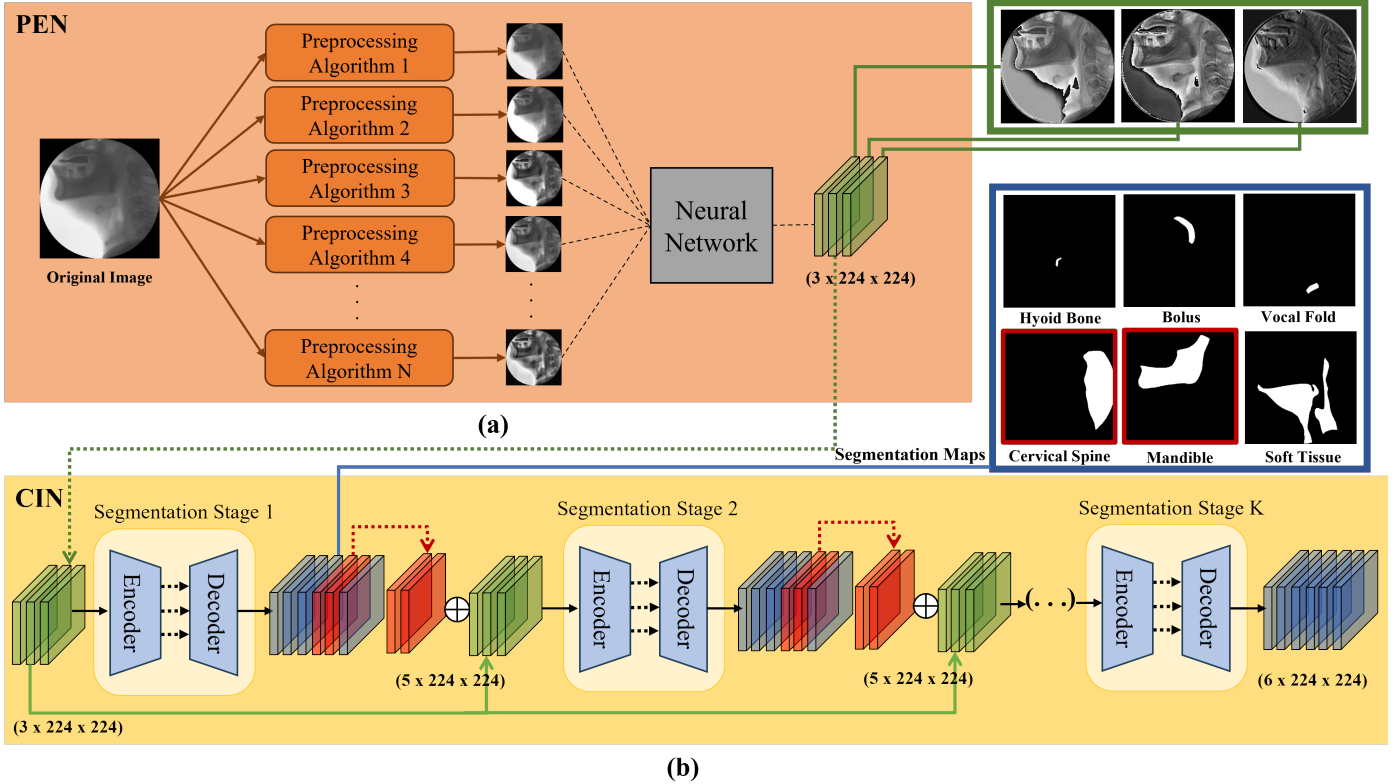 PEN
Preprocessing
Algorithm 1
Preprocessing
Algorithm 2
Preprocessing
Algorithm 3
Preprocessing
Algorithm 4
Preprocessing
Algorithm N
Original Image
Neural
Network
(3 x 224 x 224)
(a)
Hyoid Bone
Bolus
Vocal Fold
Cervical Spine
Mandible
Soft Tissue
Segmentation Maps
CIN
Segmentation Stage 1
Encoder
Decoder
(3 x 224 x 224)
(5 x 224 x 224)
Segmentation Stage 2
Encoder
Decoder
(5 x 224 x 224)
(...)
Segmentation Stage K
Encoder
Decoder
(6 x 224 x 224)
(b)